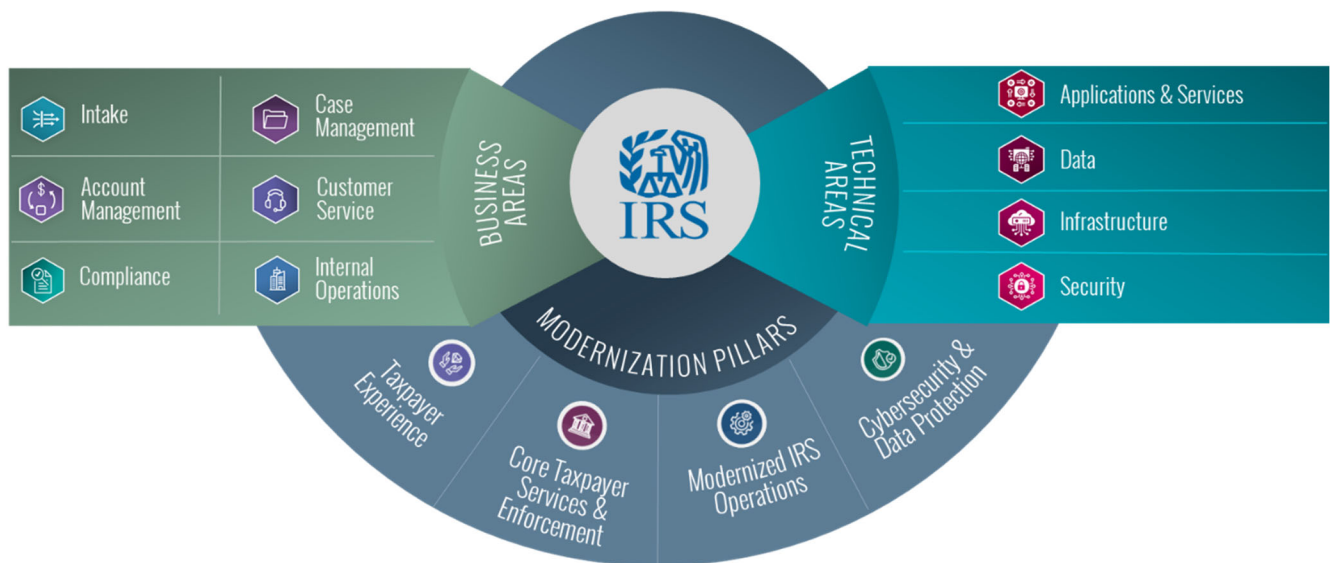 Intake
Case
Management
Account
Management
Customer
Service
Compliance
Internal
Operations
BUSINESS
AREAS
IRS
TECHNICAL
AREAS
Applications & Services
Data
Infrastructure
Security
MODERNIZATION PILLARS
Taxpayer
Experience
Core Taxpayer
Services &
Enforcement
Modernized IRS
Operations
Cybersecurity &
Data Protection